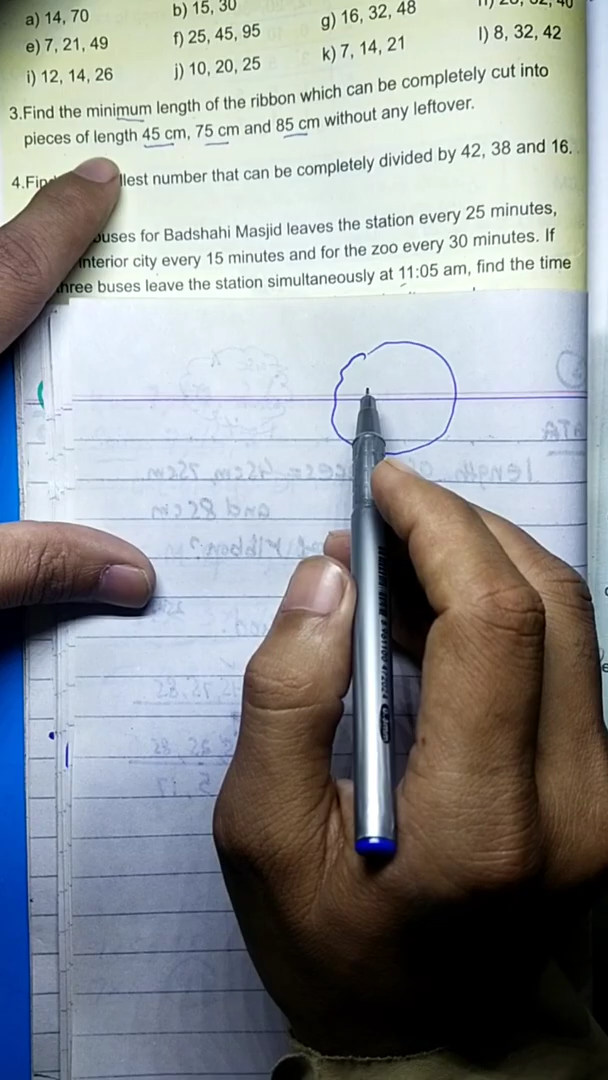 a) 14, 70
b) 15, 30
g) 16, 32, 48
e) 7, 21, 49
f) 25, 45, 95
l) 8, 32, 42
i) 12, 14, 26
j) 10, 20, 25
k) 7, 14, 21
3.Find the minimum length of the ribbon which can be completely cut into
pieces of length 45 cm, 75 cm and 85 cm without any leftover.
4.Fin llest number that can be completely divided by 42, 38 and 16.
buses for Badshahi Masjid leaves the station every 25 minutes,
interior city every 15 minutes and for the zoo every 30 minutes. If
three buses leave the station simultaneously at 11:05 am, find the time